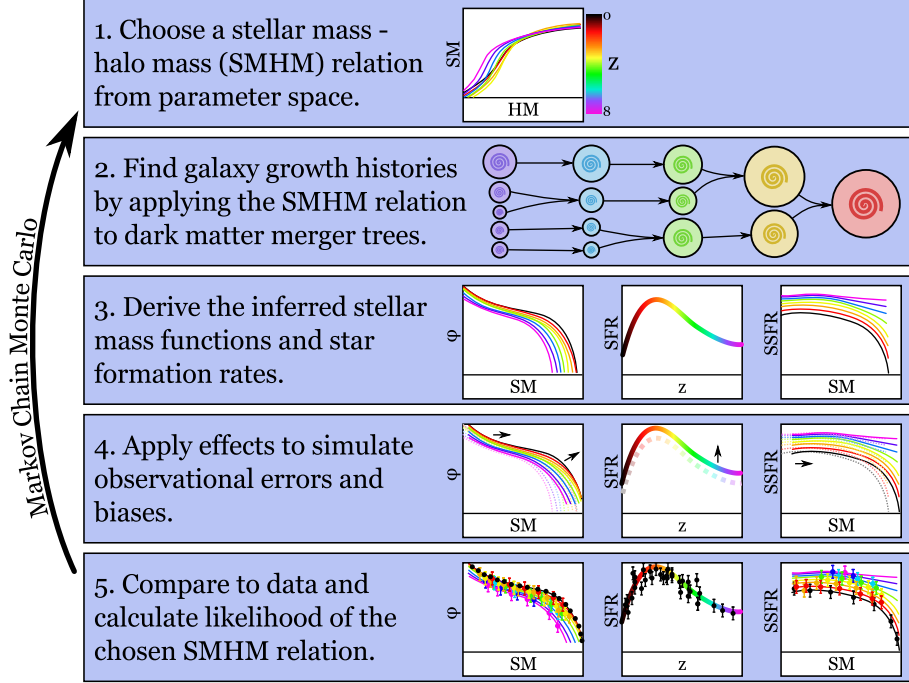 1. Choose a stellar mass -
halo mass (SMHM) relation
from parameter space.
SM
HM
0
z
8
2. Find galaxy growth histories
by applying the SMHM relation
to dark matter merger trees.
3. Derive the inferred stellar
mass functions and star
formation rates.
φ
SM
SFR
z
SSFR
SM
4. Apply effects to simulate
observational errors and
biases.
φ
SM
SFR
z
SSFR
SM
5. Compare to data and
calculate likelihood of the
chosen SMHM relation.
φ
SM
SFR
z
SSFR
SM
Markov Chain Monte Carlo